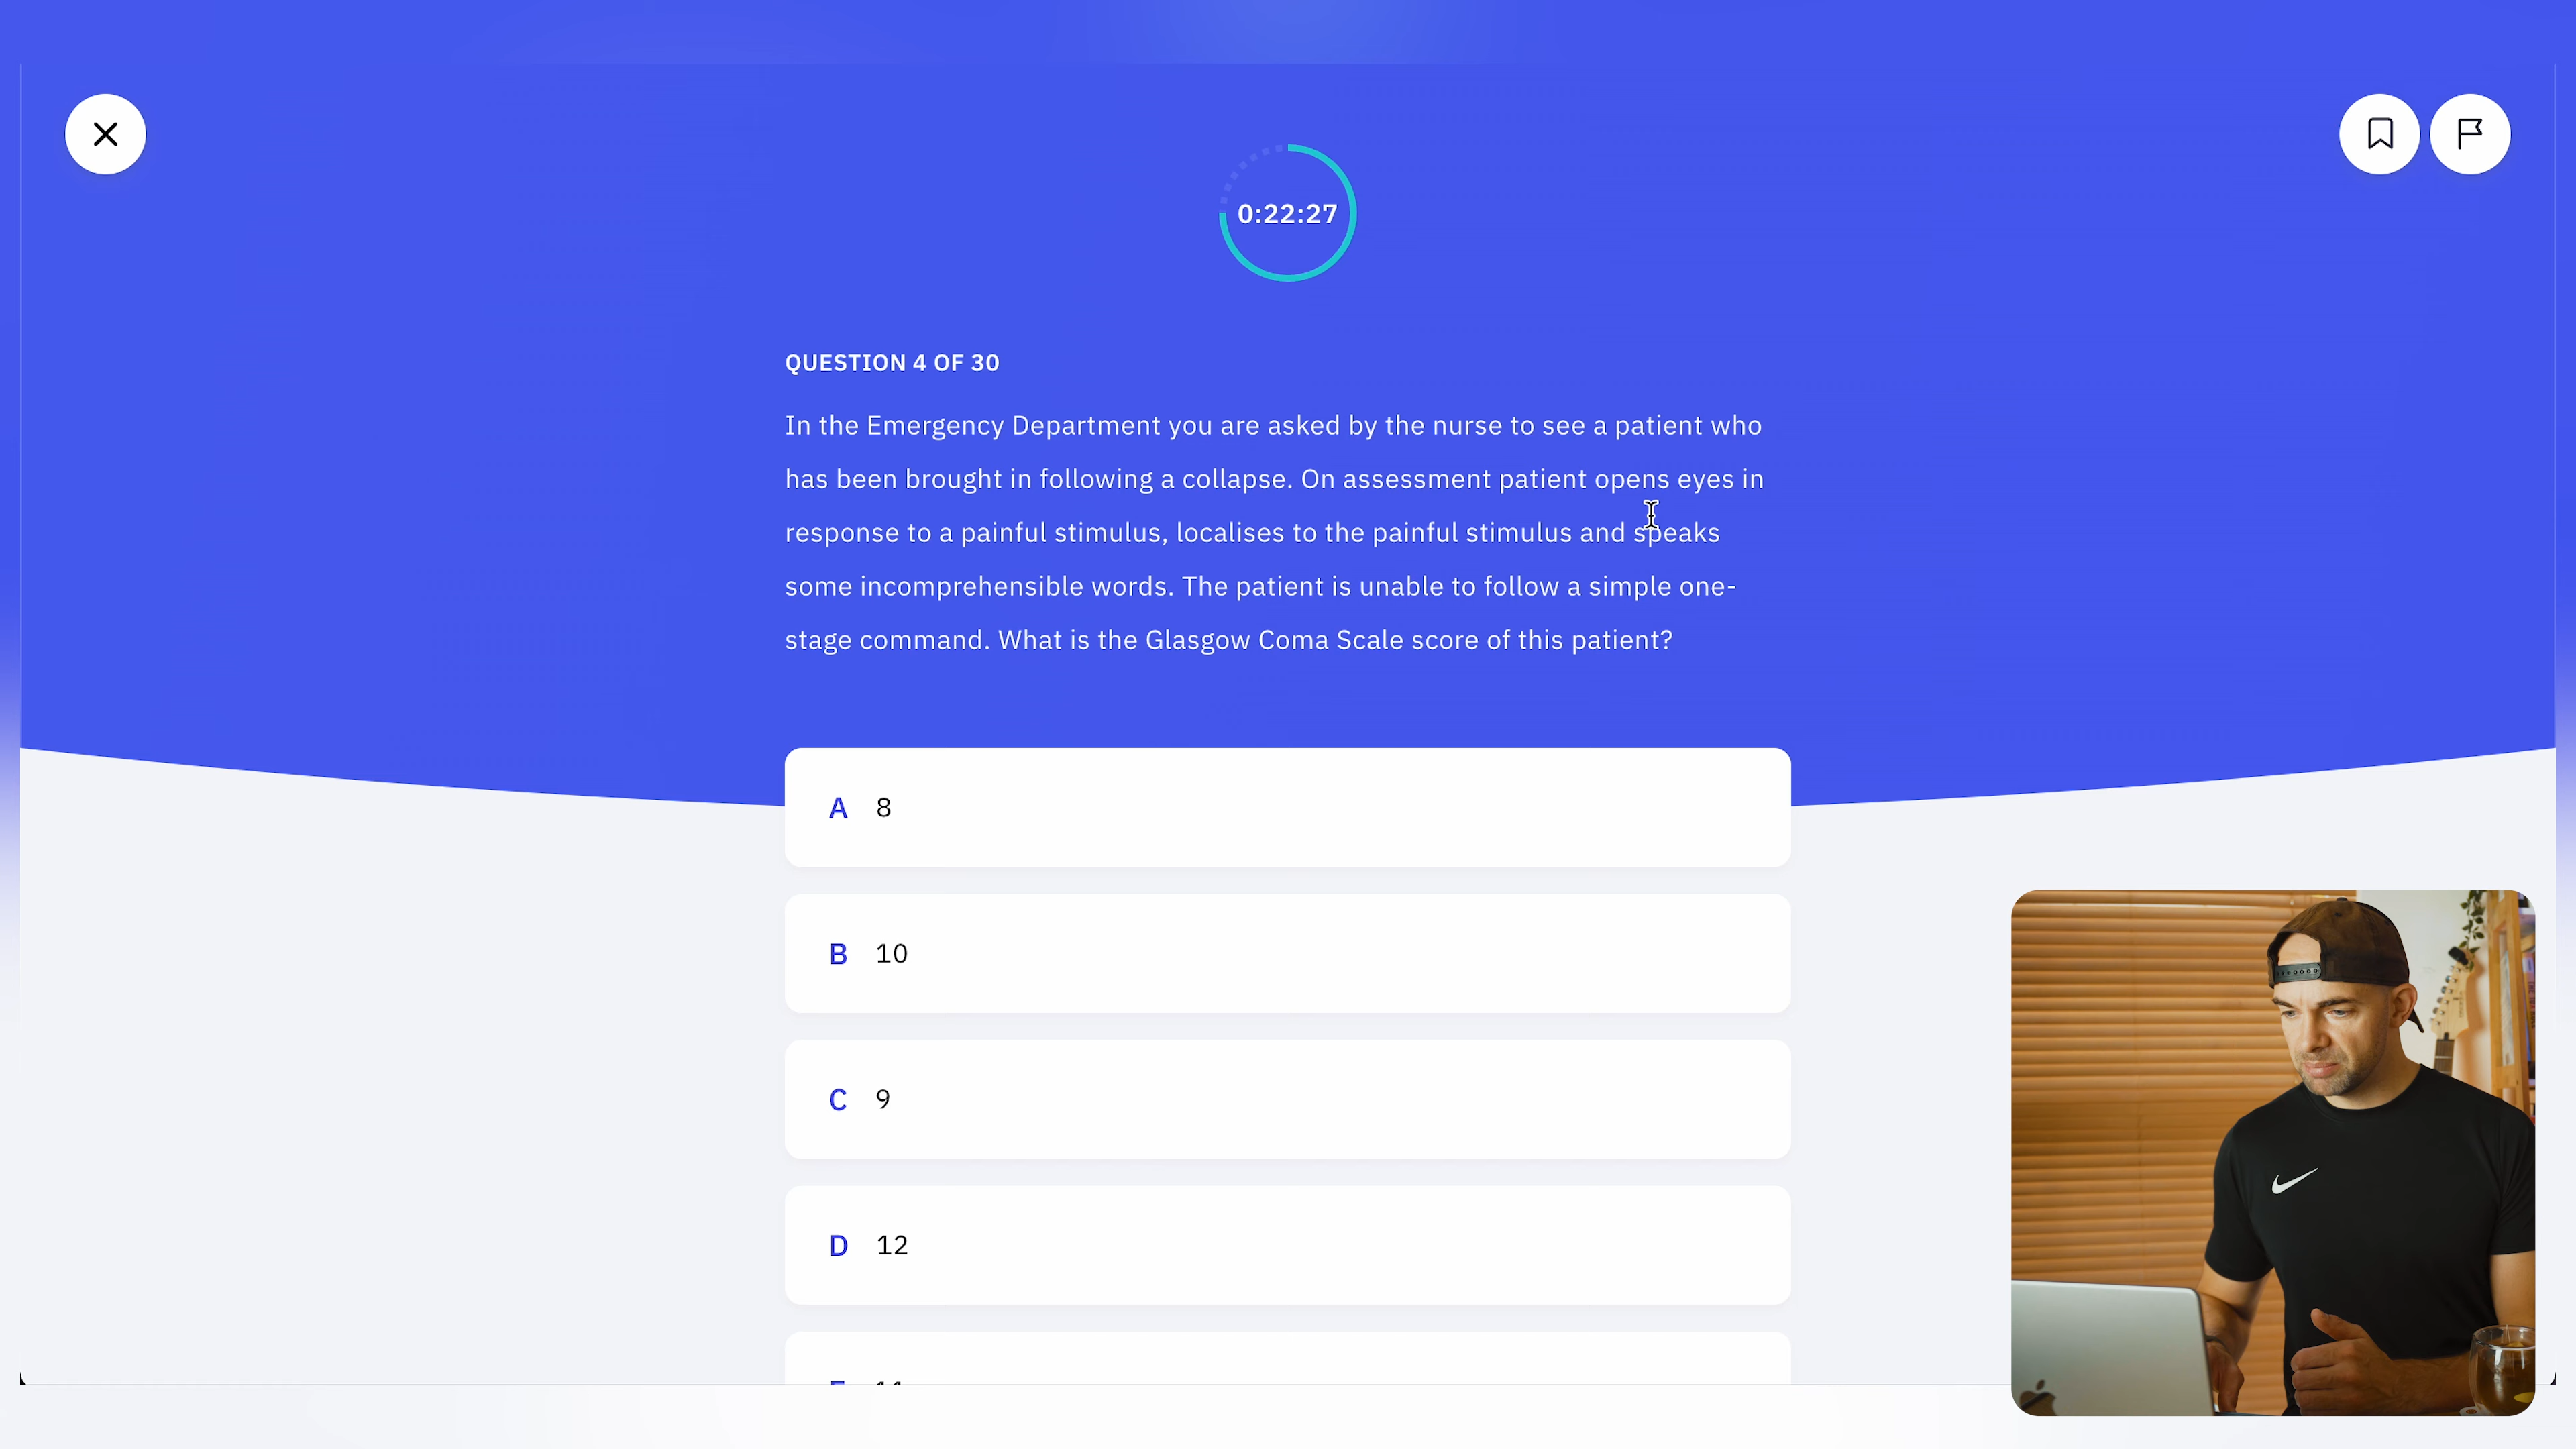 0:22:27
QUESTION 4 OF 30
In the Emergency Department you are asked by the nurse to see a patient who
has been brought in following a collapse. On assessment patient opens eyes in
response to a painful stimulus, localises to the painful stimulus and speaks
some incomprehensible words. The patient is unable to follow a simple one-
stage command. What is the Glasgow Coma Scale score of this patient?
A 8
B 10
C 9
D 12